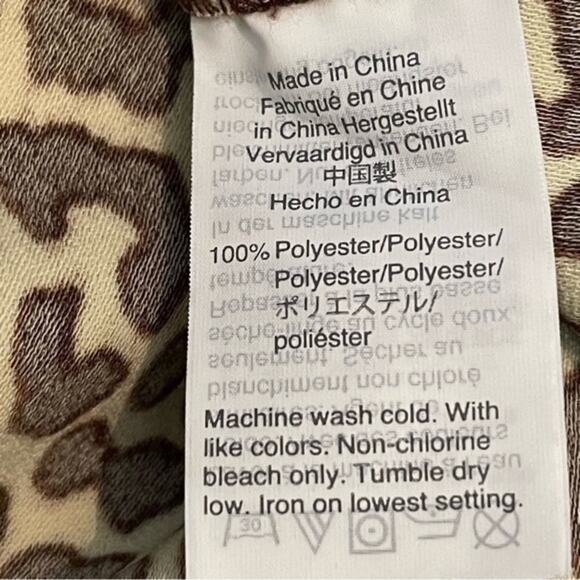 Made in China
Fabriqué en Chine
in China Hergestellt
Vervaardigd in China
中国製
Hecho en China
100% Polyester/Polyester/
Polyester/Polyester/
ポリエステル/
poliéster
Machine wash cold. With
like colors. Non-chlorine
bleach only. Tumble dry
low. Iron on lowest setting.
30